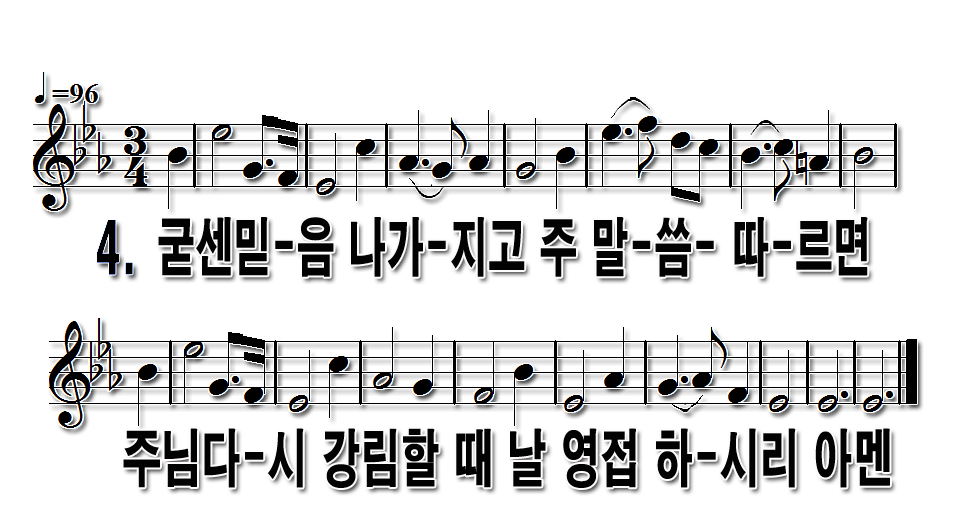 ♩=96
4. 굳센믿-음 나가-지고 주 말-씀- 따-르면
주님다-시 강림할 때 날 영접 하-시리 아멘